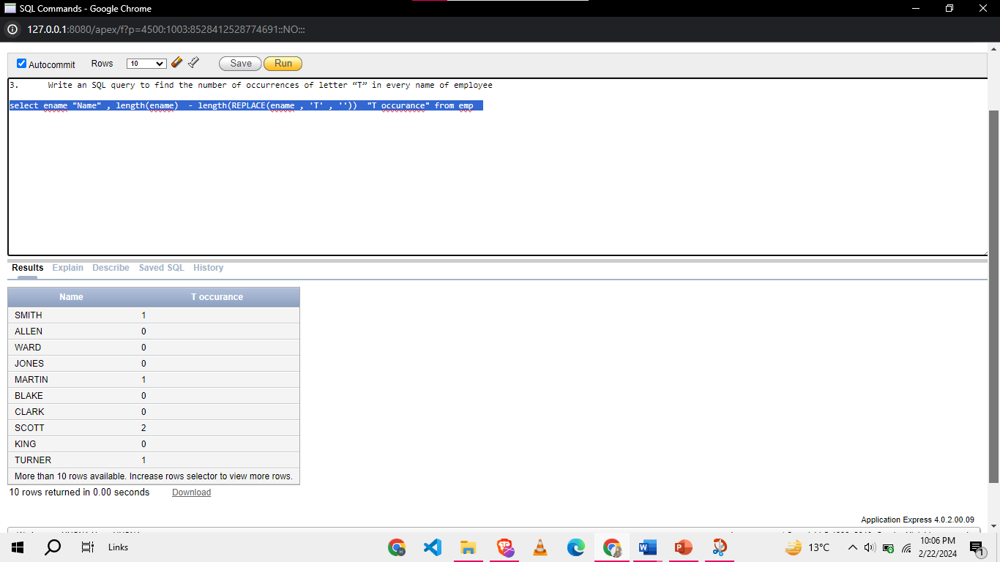 SQL Commands - Google Chrome
127.0.0.1:8080/apex/f?p=4500:1003:8528412528774691::NO:::
Autocommit Rows 10 Save Run
3. Write an SQL query to find the number of occurrences of letter “T” in every name of employee
select ename "Name" , length(ename) - length(REPLACE(ename , 'T' , '')) "T occurance" from emp
Results Explain Describe Saved SQL History
Name T occurance
SMITH 1
ALLEN 0
WARD 0
JONES 0
MARTIN 1
BLAKE 0
CLARK 0
SCOTT 2
KING 0
TURNER 1
More than 10 rows available. Increase rows selector to view more rows.
10 rows returned in 0.00 seconds Download
Application Express 4.0.2.00.09
Links
13°C
10:06 PM
2/22/2024
1